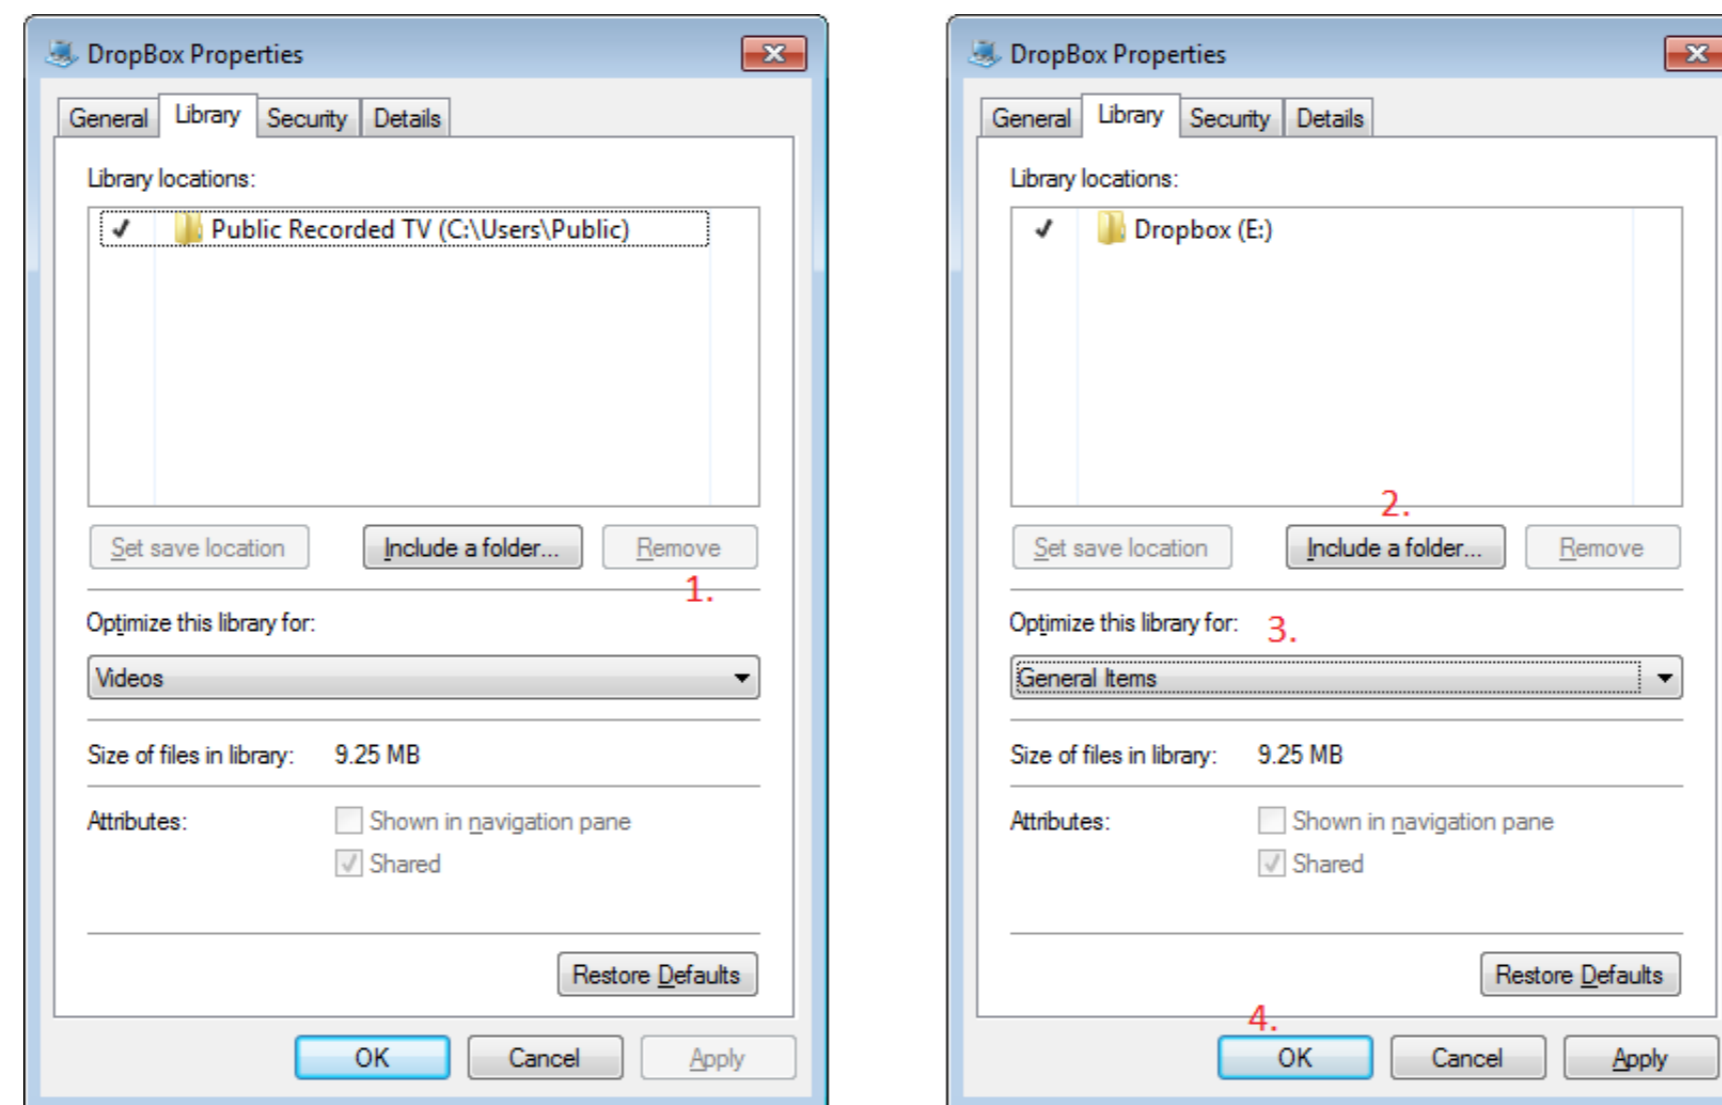 DropBox Properties
General Library Security Details
Library locations:
Public Recorded TV (C:\Users\Public)
Set save location Include a folder... Remove
1.
Optimize this library for:
Videos
Size of files in library: 9.25 MB
Attributes: Shown in navigation pane
Shared
Restore Defaults
OK Cancel Apply
DropBox Properties
General Library Security Details
Library locations:
Dropbox (E:)
2.
Set save location Include a folder... Remove
Optimize this library for: 3.
General Items
Size of files in library: 9.25 MB
Attributes: Shown in navigation pane
Shared
Restore Defaults
4.
OK Cancel Apply